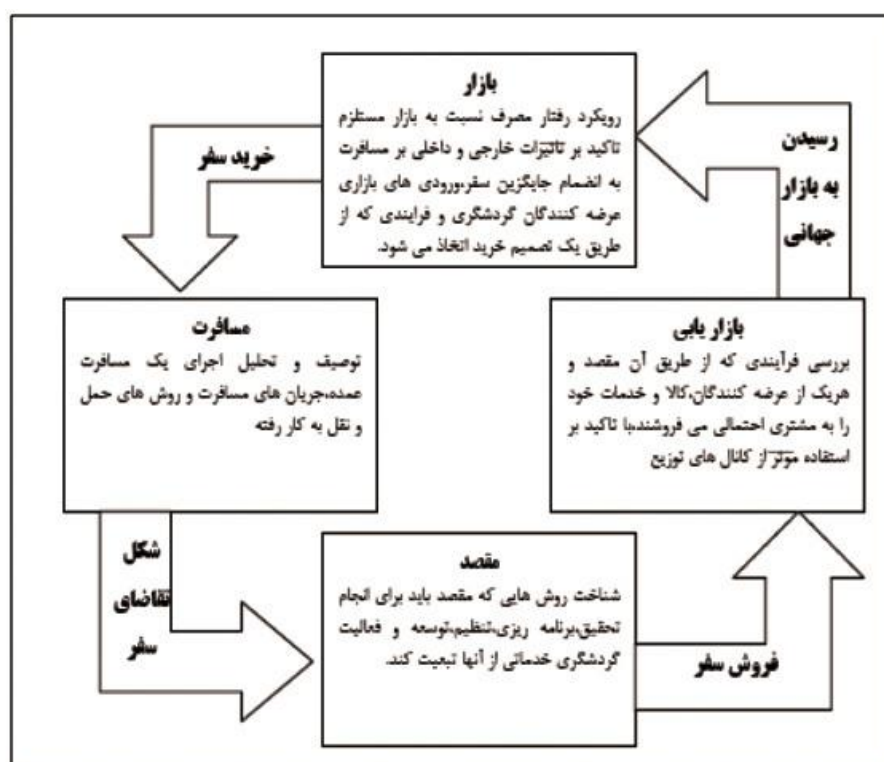 بازار
رویکرد رفتار مصرف نسبت به بازار مستلزم
تاکید بر تاثیرات خارجی و داخلی بر مسافرت
به انضمام جایگزین سفر،ورودی های بازاری
عرضه کنندگان گردشگری و فرایندی که از
طریق یک تصمیم خرید اتخاذ می شود.
خرید سفر
مسافرت
توصیف و تحلیل اجرای یک مسافرت
عمده،جریان های مسافرت و روش های حمل
و نقل به کار رفته
شکل
تقاضای
سفر
مقصد
شناخت روش هایی که مقصد باید برای انجام
تحقیق،برنامه ریزی،تنظیم،توسعه و فعالیت
گردشگری خدماتی از آنها تبعیت کند.
فروش سفر
بازار یابی
بررسی فرآیندی که از طریق آن مقصد و
هریک از عرضه کنندگان،کالا و خدمات خود
را به مشتری احتمالی می فروشند،با تاکید بر
استفاده موثر از کانال های توزیع
رسیدن
به بازار
جهانی